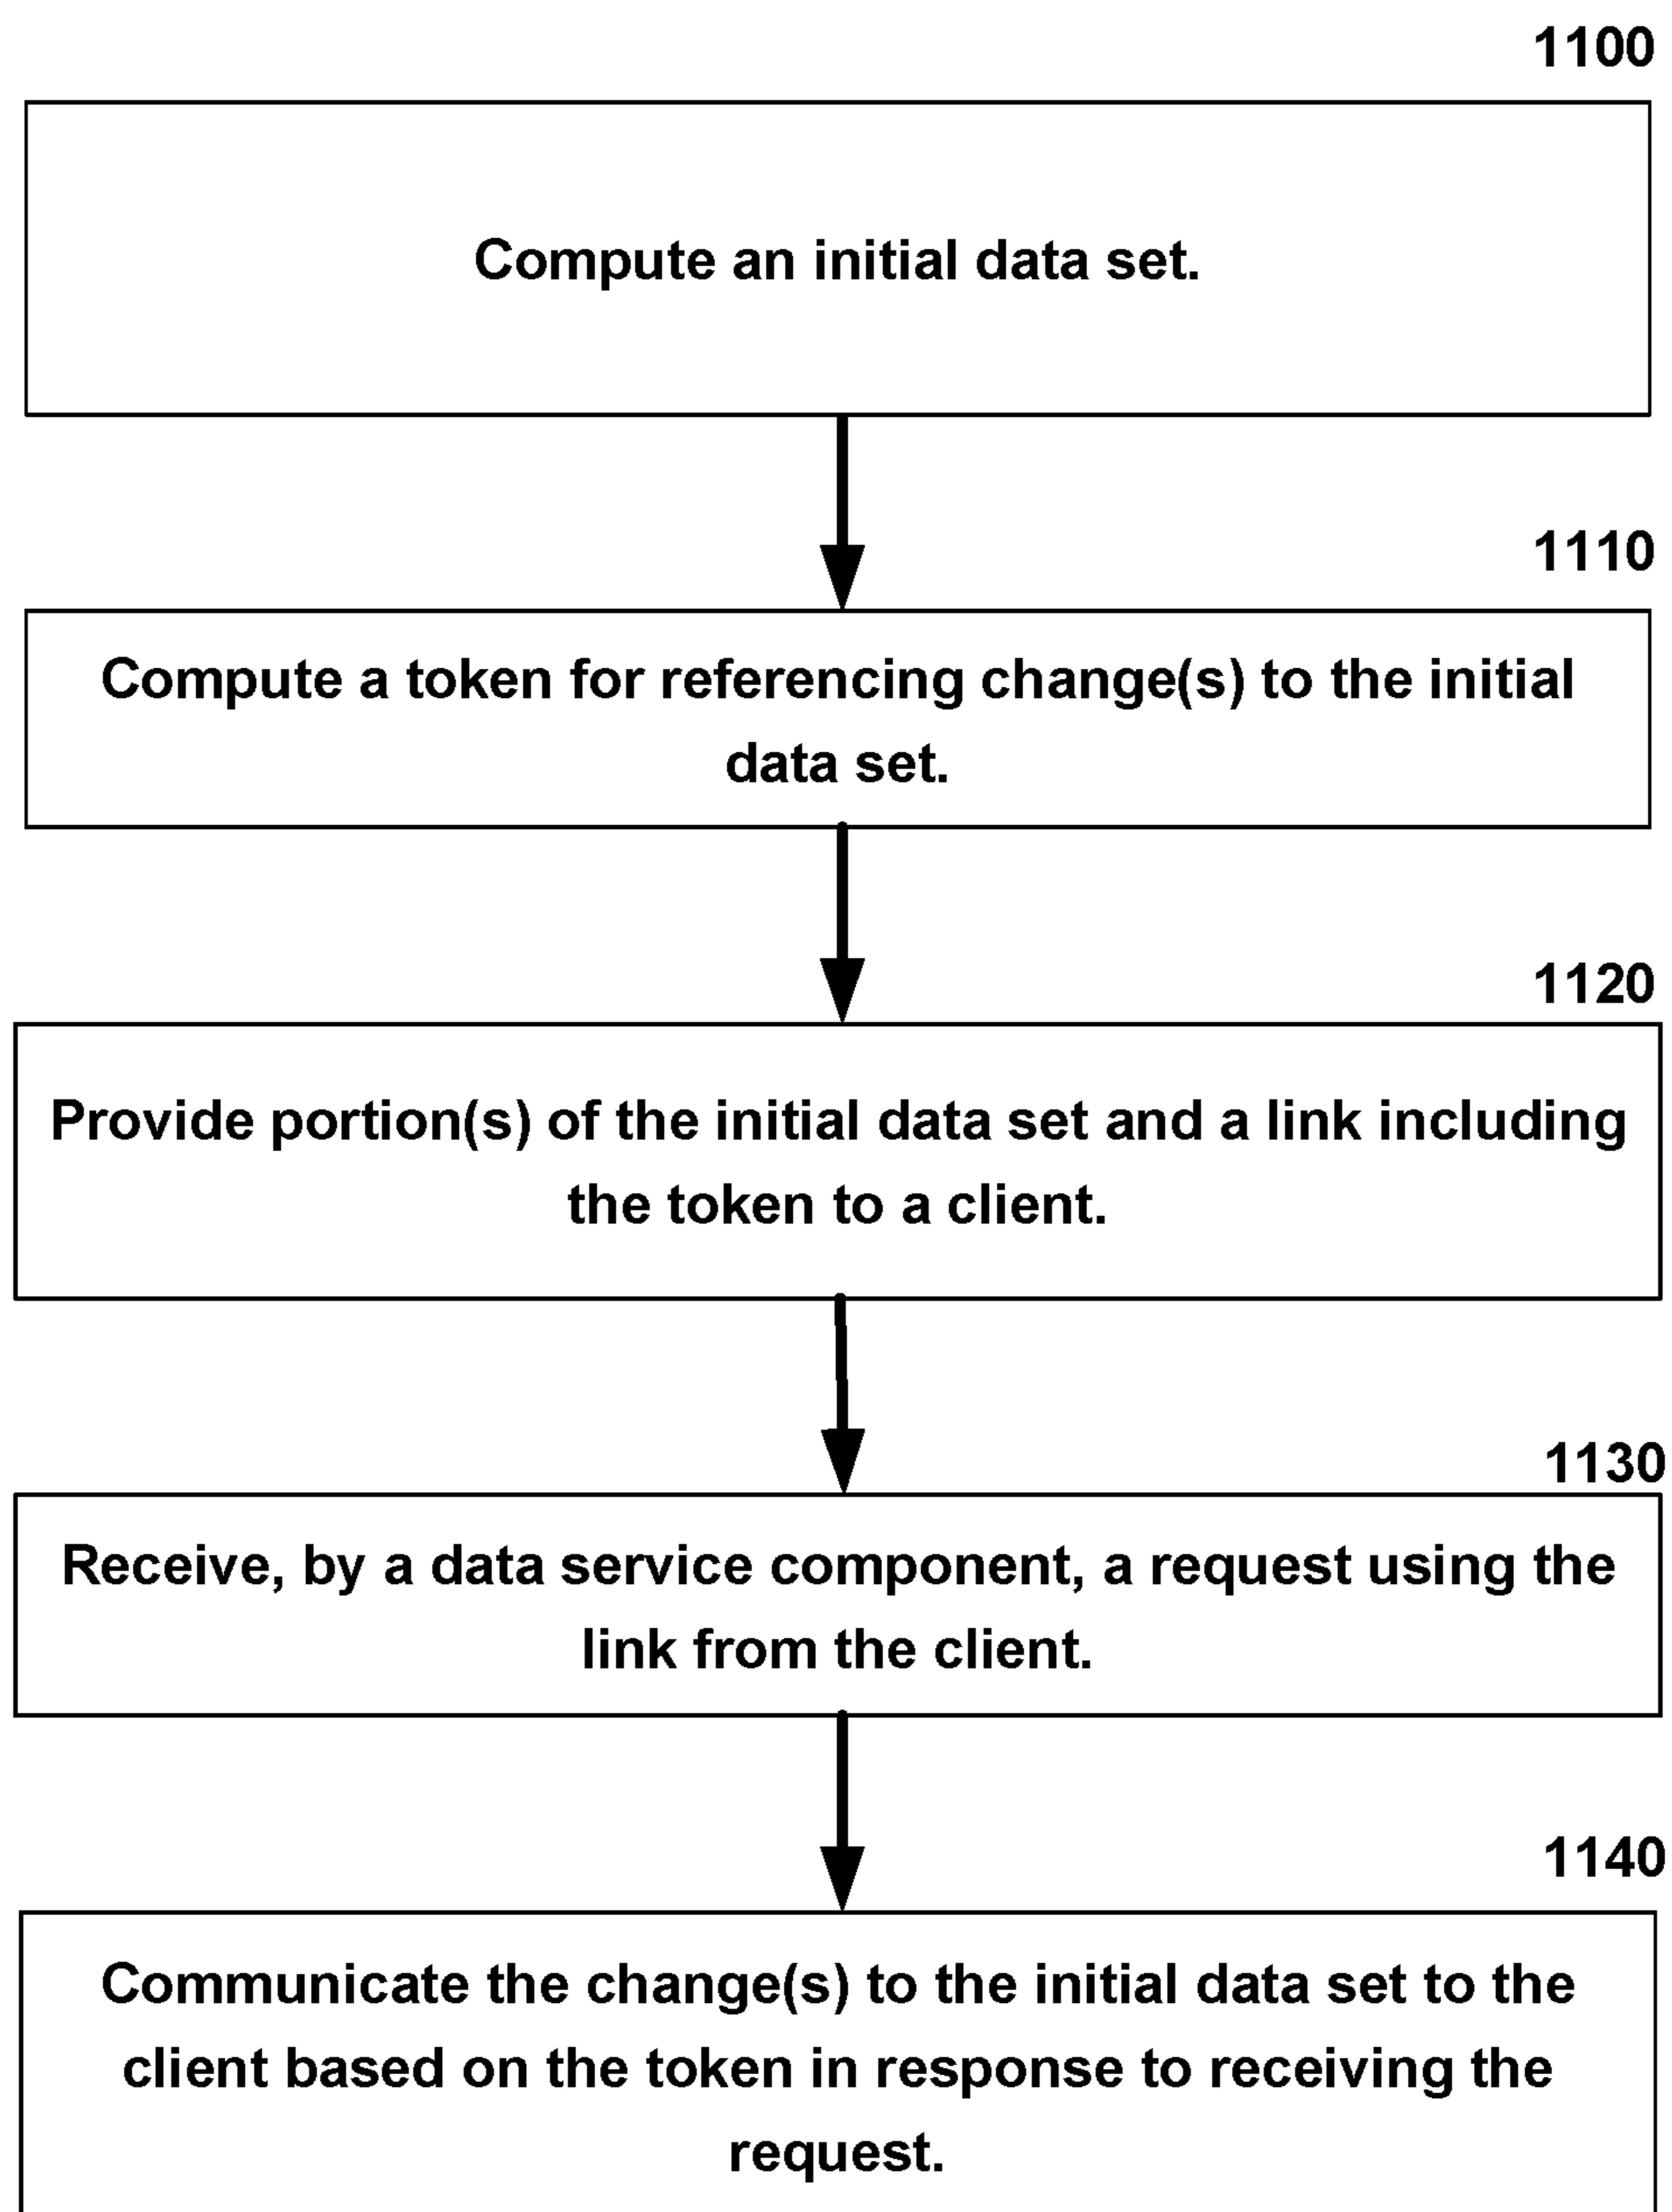 1100
Compute an initial data set.
1110
Compute a token for referencing change(s) to the initial
data set.
1120
Provide portion(s) of the initial data set and a link including
the token to a client.
1130
Receive, by a data service component, a request using the
link from the client.
1140
Communicate the change(s) to the initial data set to the
client based on the token in response to receiving the
request.